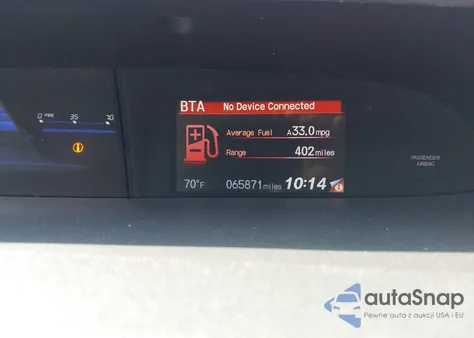 BTA No Device Connected
0 mpg 35 70
Average Fuel A33.0mpg
Range 402miles
PASSENGER
AIRBAG
70°F 065871miles 10:14
autoSnap
Pewne auta z aukcji USA i EU